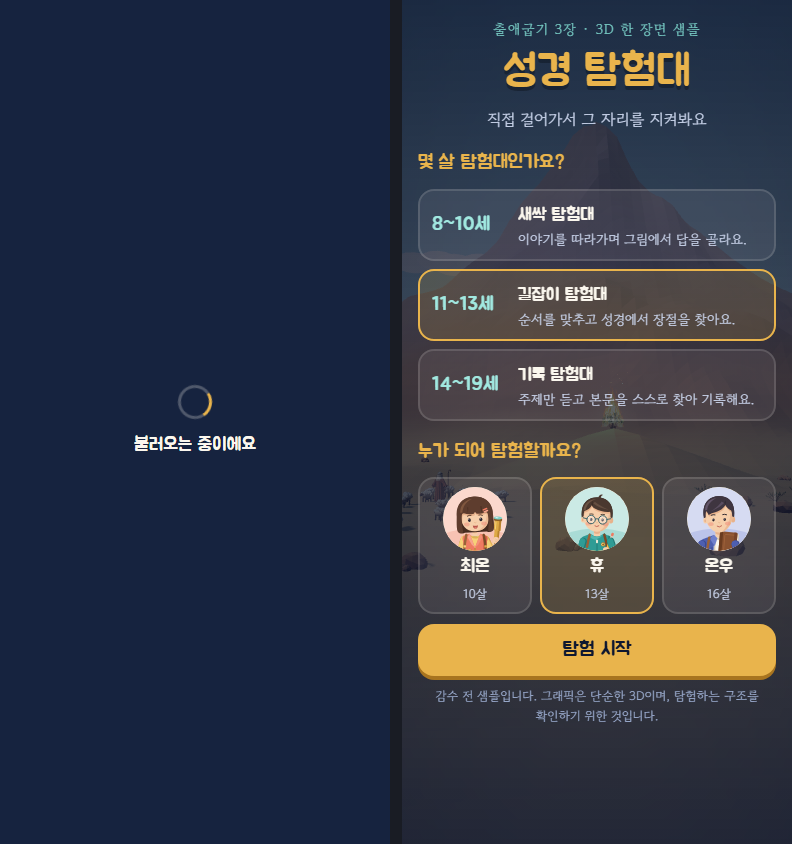 불러오는 중이에요
출애굽기 3장 · 3D 한 장면 샘플
성경 탐험대
직접 걸어가서 그 자리를 지켜봐요
몇 살 탐험대인가요?
8~10세
새싹 탐험대
이야기를 따라가며 그림에서 답을 골라요.
11~13세
길잡이 탐험대
순서를 맞추고 성경에서 장절을 찾아요.
14~19세
기록 탐험대
주제만 듣고 본문을 스스로 찾아 기록해요.
누가 되어 탐험할까요?
최온
10살
휴
13살
온우
16살
탐험 시작
감수 전 샘플입니다. 그래픽은 단순한 3D이며, 탐험하는 구조를
확인하기 위한 것입니다.